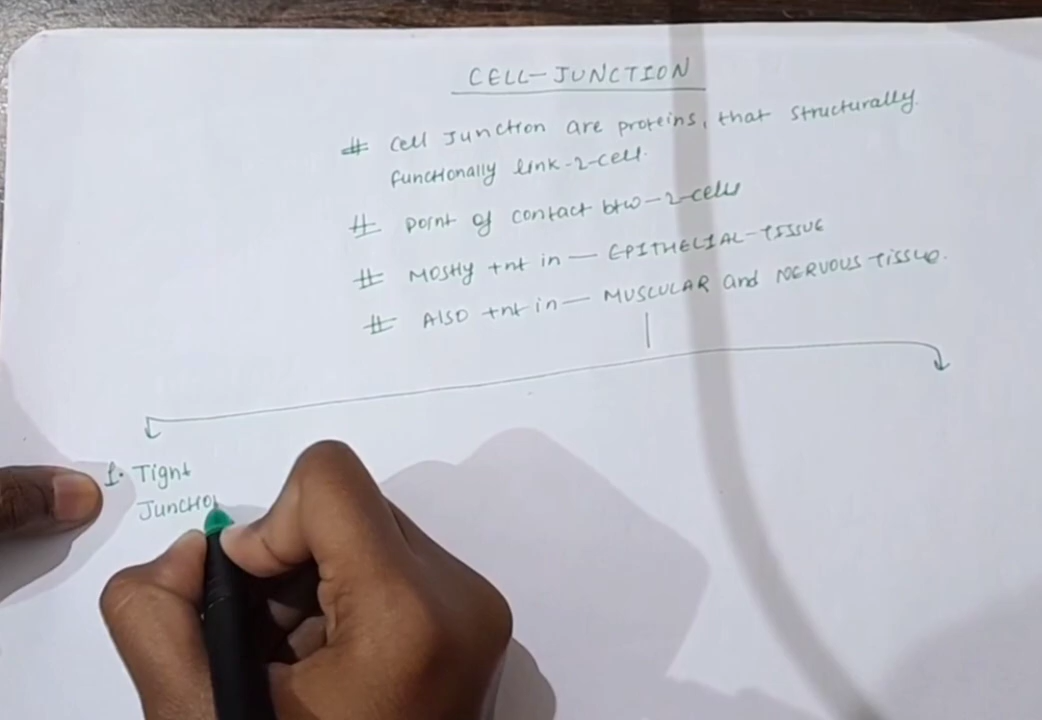 CELL-JUNCTION
# Cell Junction are proteins, that structurally
functionally link-2-cell.
# Point of contact btw-2-cells
# Mostly +nt in — EPITHELIAL-TISSUE
# Also +nt in — MUSCULAR and NERVOUS Tissue.
1. Tight
Junction